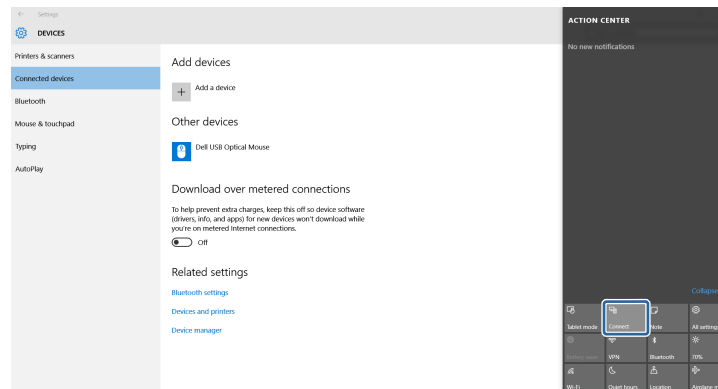 Settings
DEVICES
Printers & scanners
Connected devices
Bluetooth
Mouse & touchpad
Typing
AutoPlay
Add devices
Add a device
Other devices
Dell USB Optical Mouse
Download over metered connections
To help prevent extra charges, keep this off so device software
(drivers, info, and apps) for new devices won't download while
you're on metered Internet connections.
Off
Related settings
Bluetooth settings
Devices and printers
Device manager
ACTION CENTER
No new notifications
Collapse
Tablet mode Connect Note All settings
Battery saver VPN Bluetooth 70%
Wi-Fi Quiet hours Location Airplane m